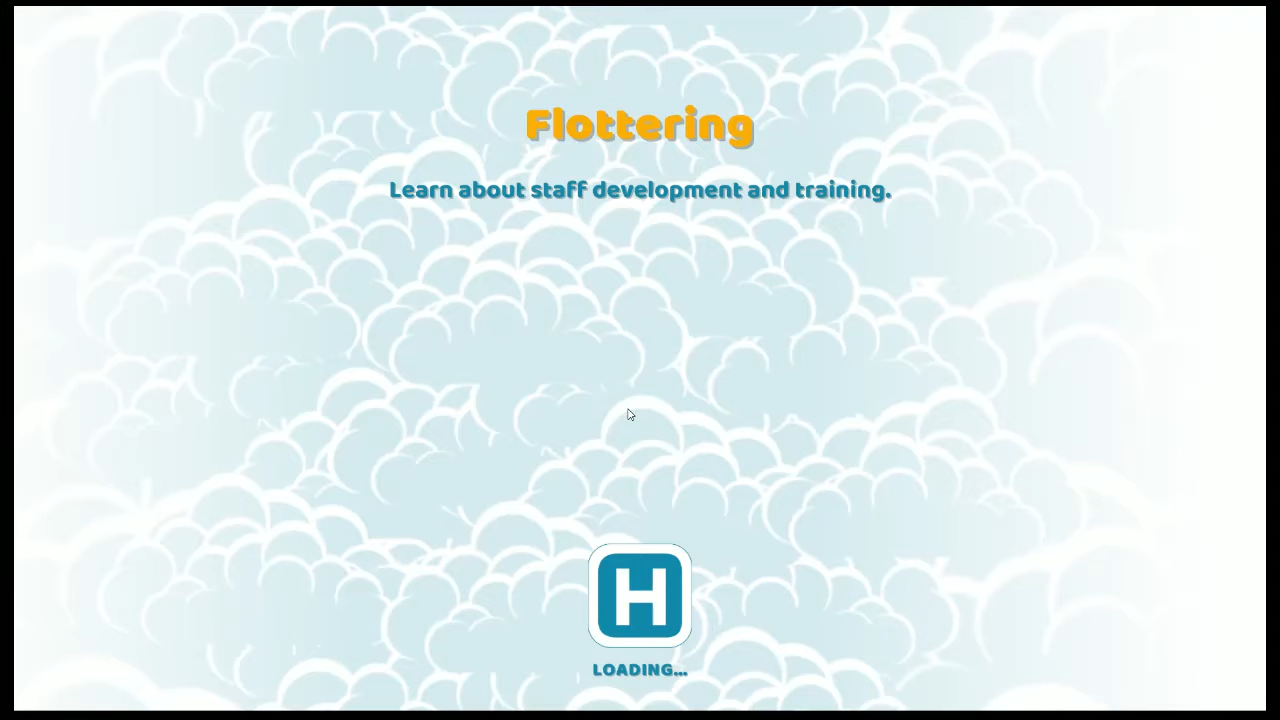 Flottering
Learn about staff development and training.
H
LOADING...